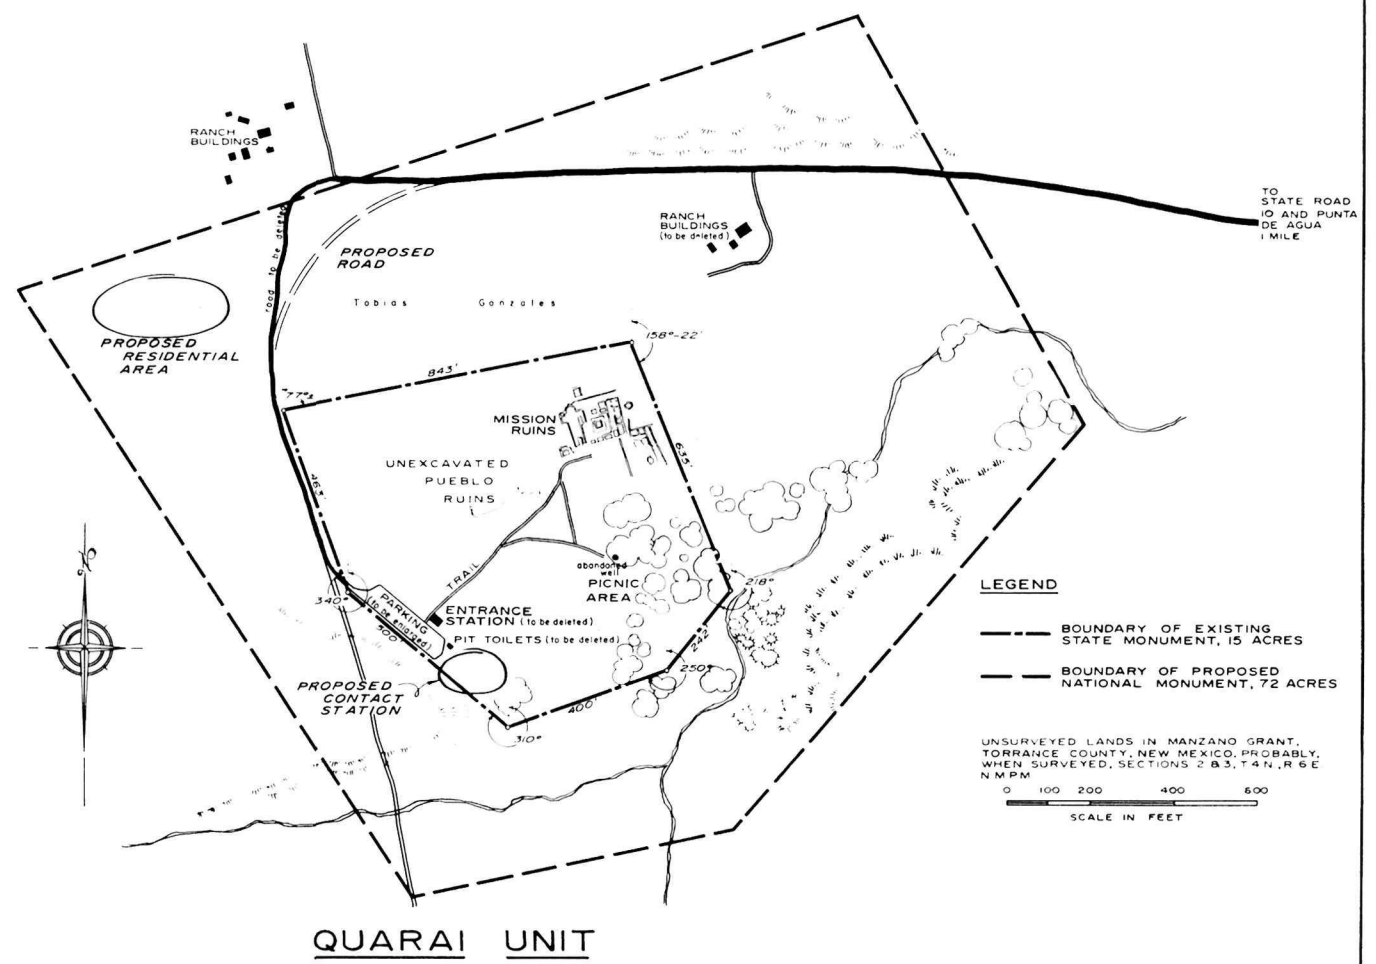 RANCH
BUILDINGS
TO
STATE ROAD
10 AND PUNTA
DE AGUA
1 MILE
RANCH
BUILDINGS
(to be deleted)
road to be deleted
PROPOSED
ROAD
Tobias Gonzales
PROPOSED
RESIDENTIAL
AREA
158°-22'
843'
77°±
MISSION
RUINS
635'
463'
UNEXCAVATED
PUEBLO
RUINS
N
abandoned
well
TRAIL
PICNIC
AREA
218°
340°
PARKING
(to be enlarged)
ENTRANCE
STATION (to be deleted)
500'
PIT TOILETS (to be deleted)
242'
250°
PROPOSED
CONTACT
STATION
400'
310°
LEGEND
BOUNDARY OF EXISTING
STATE MONUMENT, 15 ACRES
BOUNDARY OF PROPOSED
NATIONAL MONUMENT, 72 ACRES
UNSURVEYED LANDS IN MANZANO GRANT,
TORRANCE COUNTY, NEW MEXICO. PROBABLY,
WHEN SURVEYED, SECTIONS 2 & 3, T 4 N, R 6 E
N M P M
0 100 200 400 600
SCALE IN FEET
QUARAI UNIT